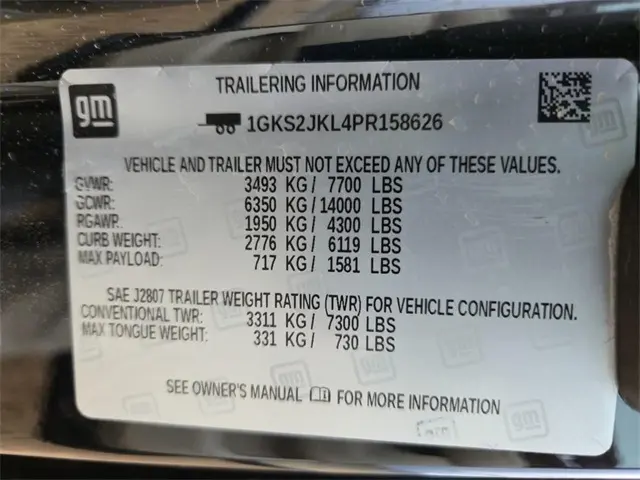 gm
TRAILERING INFORMATION
1GKS2JKL4PR158626
VEHICLE AND TRAILER MUST NOT EXCEED ANY OF THESE VALUES.
GVWR: 3493 KG / 7700 LBS
GCWR: 6350 KG / 14000 LBS
RGAWR: 1950 KG / 4300 LBS
CURB WEIGHT: 2776 KG / 6119 LBS
MAX PAYLOAD: 717 KG / 1581 LBS
SAE J2807 TRAILER WEIGHT RATING (TWR) FOR VEHICLE CONFIGURATION.
CONVENTIONAL TWR: 3311 KG / 7300 LBS
MAX TONGUE WEIGHT: 331 KG / 730 LBS
SEE OWNER'S MANUAL FOR MORE INFORMATION